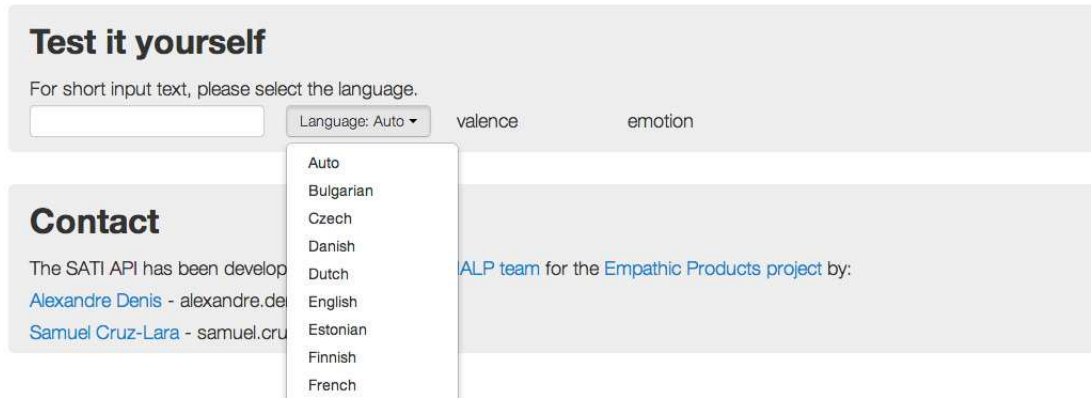 Test it yourself
For short input text, please select the language.
Language: Auto valence emotion
Auto
Bulgarian
Czech
Danish
Dutch
English
Estonian
Finnish
French
Contact
The SATI API has been team for the Empathic Products project by:
Alexandre Denis -
Samuel Cruz-Lara -